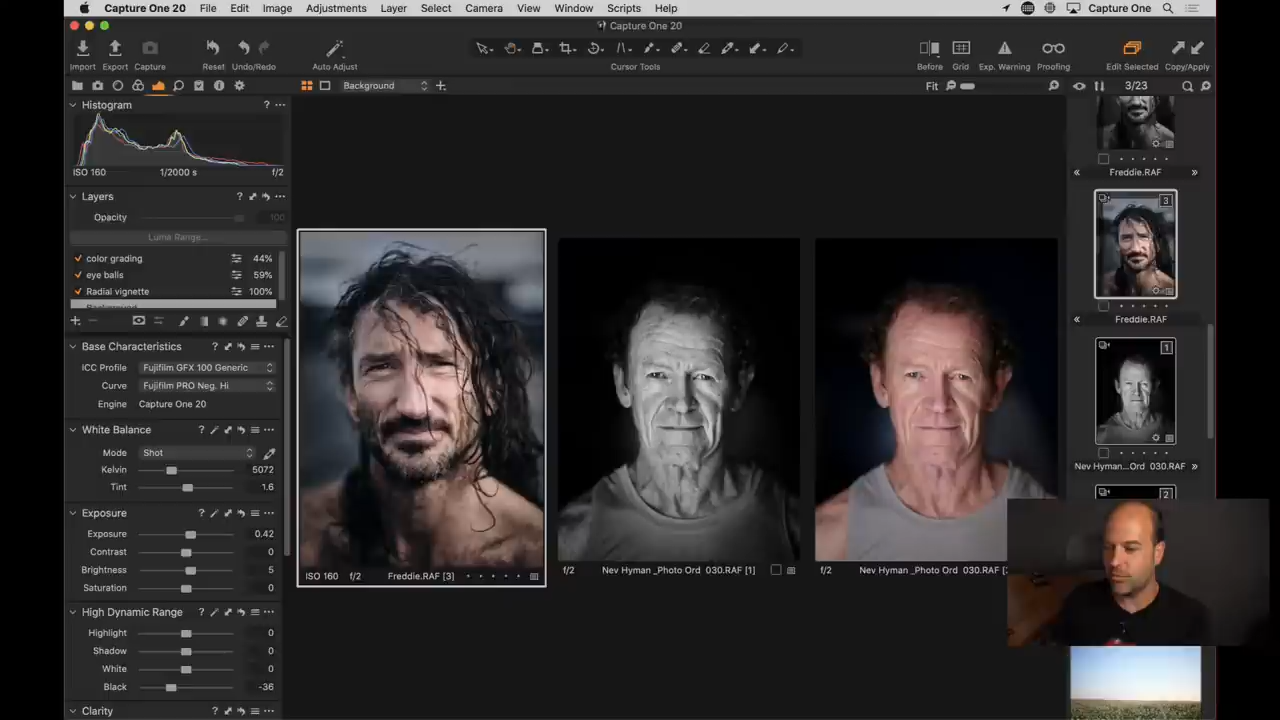 Capture One 20 File Edit Image Adjustments Layer Select Camera View Window Scripts Help Capture One
Capture One 20
Import Export Capture Reset Undo/Redo Auto Adjust Cursor Tools Before Grid Exp. Warning Proofing Edit Selected Copy/Apply
Background Fit 3/23
Histogram
ISO 160 1/2000 s f/2
Layers
Opacity 100
Luma Range...
color grading 44%
eye balls 59%
Radial vignette 100%
Base Characteristics
ICC Profile Fujifilm GFX 100 Generic
Curve Fujifilm PRO Neg. Hi
Engine Capture One 20
White Balance
Mode Shot
Kelvin 5072
Tint 1.6
Exposure
Exposure 0.42
Contrast 0
Brightness 5
Saturation 0
High Dynamic Range
Highlight 0
Shadow 0
White 0
Black -36
Clarity
ISO 160 f/2 Freddie.RAF [3]
f/2 Nev Hyman _Photo Ord 030.RAF [1]
f/2 Nev Hyman _Photo Ord 030.RAF [
Freddie.RAF
3
Freddie.RAF
1
Nev Hyman...Ord 030.RAF
2